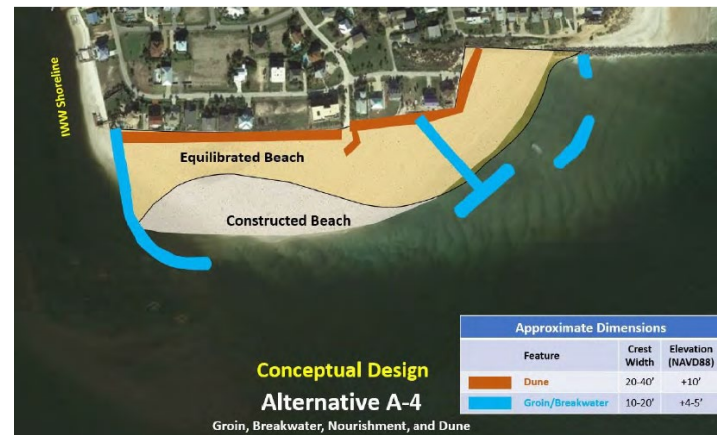 IWW Shoreline
Equilibrated Beach
Constructed Beach
Conceptual Design
Alternative A-4
Groin, Breakwater, Nourishment, and Dune
Approximate Dimensions
Feature Crest Width Elevation (NAVD88)
Dune 20-40' +10'
Groin/Breakwater 10-20' +4-5'